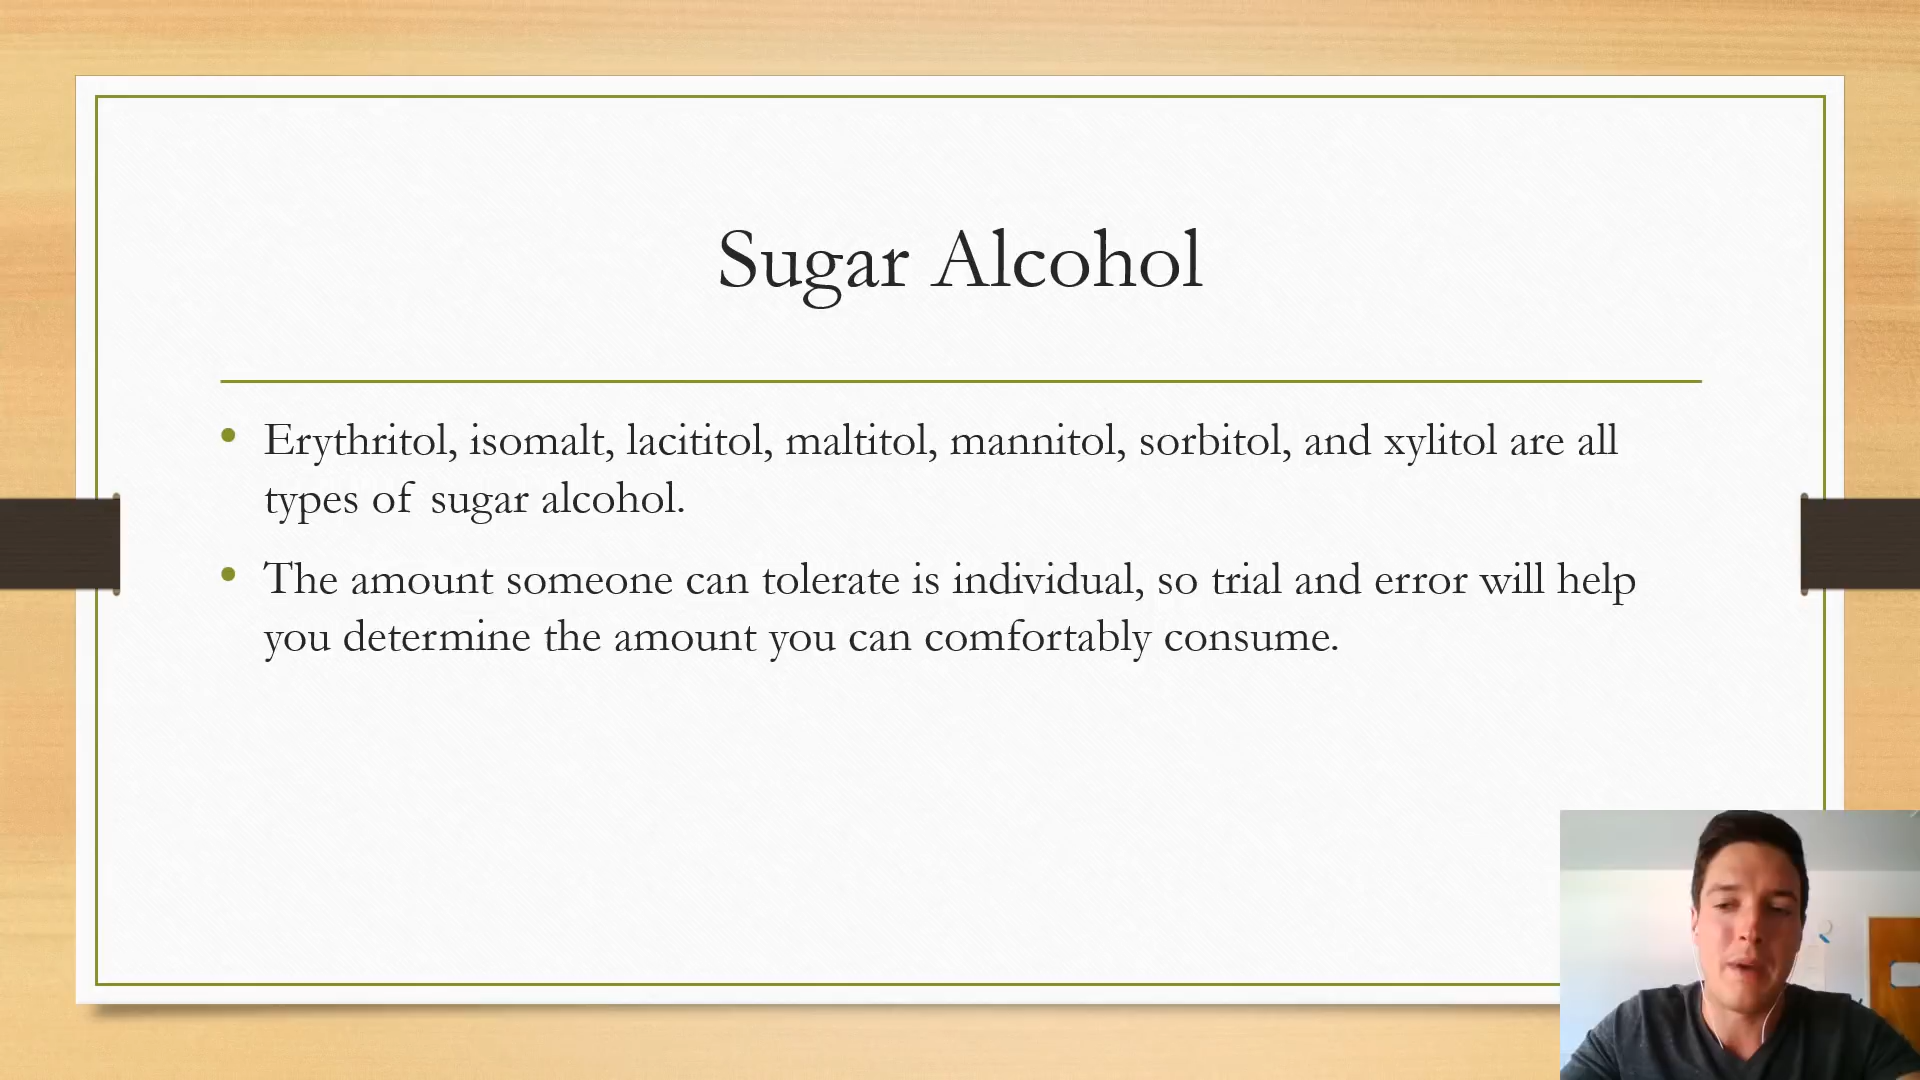 Sugar Alcohol
• Erythritol, isomalt, lacititol, maltitol, mannitol, sorbitol, and xylitol are all
types of sugar alcohol.
• The amount someone can tolerate is individual, so trial and error will help
you determine the amount you can comfortably consume.